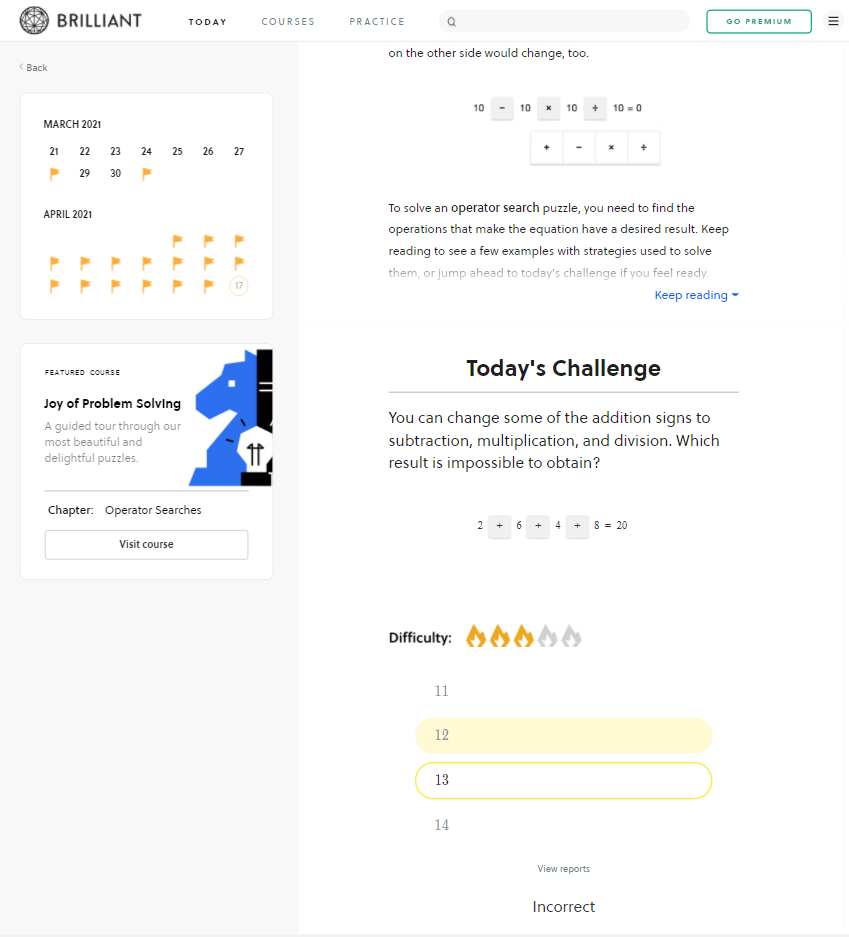 BRILLIANT TODAY COURSES PRACTICE GO PREMIUM
Back
MARCH 2021
21 22 23 24 25 26 27
29 30
APRIL 2021
17
FEATURED COURSE
Joy of Problem Solving
A guided tour through our
most beautiful and
delightful puzzles.
Chapter: Operator Searches
Visit course
on the other side would change, too.
10 − 10 × 10 + 10 = 0
+ − × ÷
To solve an operator search puzzle, you need to find the
operations that make the equation have a desired result. Keep
reading to see a few examples with strategies used to solve
them, or jump ahead to today's challenge if you feel ready.
Keep reading
Today's Challenge
You can change some of the addition signs to
subtraction, multiplication, and division. Which
result is impossible to obtain?
2 + 6 + 4 + 8 = 20
Difficulty:
11
12
13
14
View reports
Incorrect